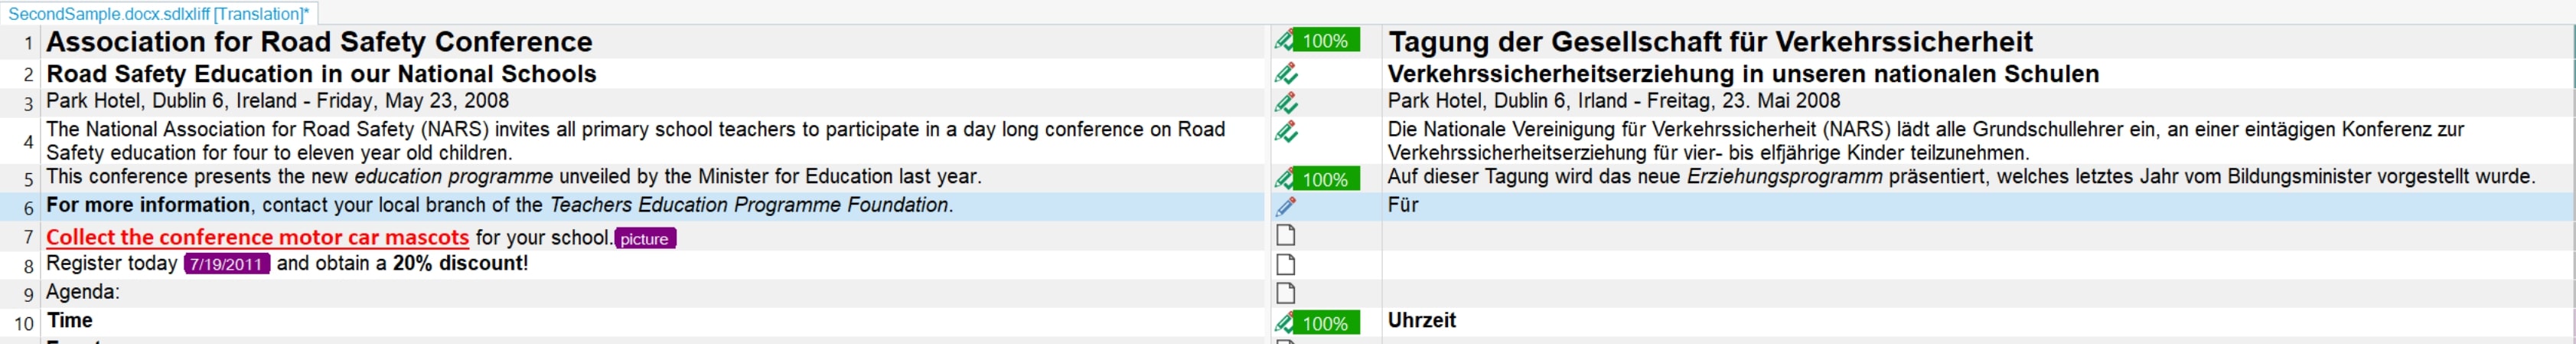 SecondSample.docx.sdlxliff [Translation]*
1 Association for Road Safety Conference 100% Tagung der Gesellschaft für Verkehrssicherheit
2 Road Safety Education in our National Schools Verkehrssicherheitserziehung in unseren nationalen Schulen
3 Park Hotel, Dublin 6, Ireland - Friday, May 23, 2008 Park Hotel, Dublin 6, Irland - Freitag, 23. Mai 2008
4 The National Association for Road Safety (NARS) invites all primary school teachers to participate in a day long conference on Road
Safety education for four to eleven year old children.
Die Nationale Vereinigung für Verkehrssicherheit (NARS) lädt alle Grundschullehrer ein, an einer eintägigen Konferenz zur
Verkehrssicherheitserziehung für vier- bis elfjährige Kinder teilzunehmen.
5 This conference presents the new education programme unveiled by the Minister for Education last year. 100% Auf dieser Tagung wird das neue Erziehungsprogramm präsentiert, welches letztes Jahr vom Bildungsminister vorgestellt wurde.
6 For more information, contact your local branch of the Teachers Education Programme Foundation. Für
7 Collect the conference motor car mascots for your school. picture
8 Register today 7/19/2011 and obtain a 20% discount!
9 Agenda:
10 Time 100% Uhrzeit